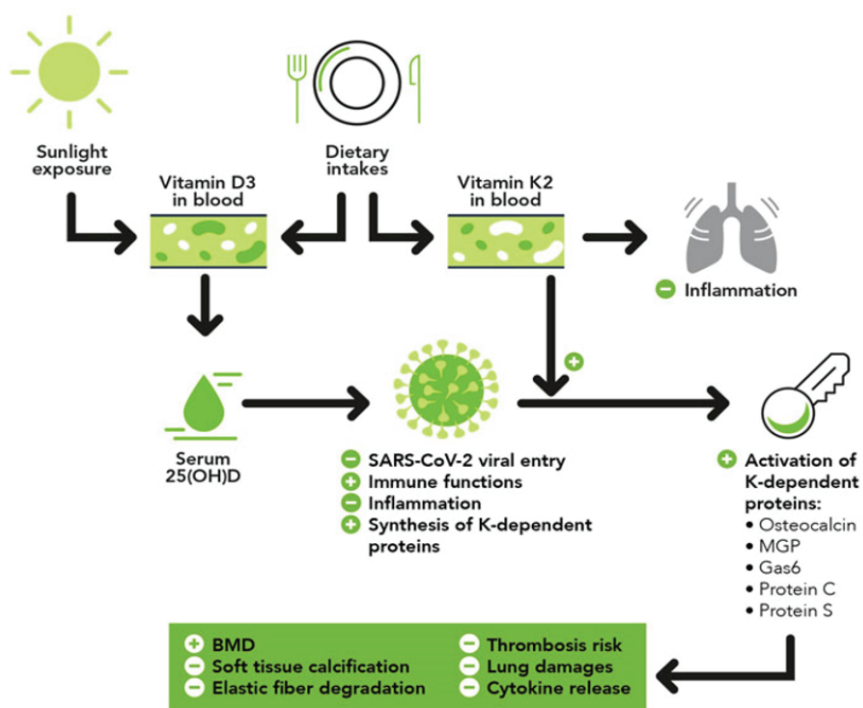 Sunlight
exposure
Dietary
intakes
Vitamin D3
in blood
Vitamin K2
in blood
− Inflammation
+
Serum
25(OH)D
− SARS-CoV-2 viral entry
+ Immune functions
− Inflammation
+ Synthesis of K-dependent
proteins
+ Activation of
K-dependent
proteins:
• Osteocalcin
• MGP
• Gas6
• Protein C
• Protein S
+ BMD
− Soft tissue calcification
− Elastic fiber degradation
− Thrombosis risk
− Lung damages
− Cytokine release